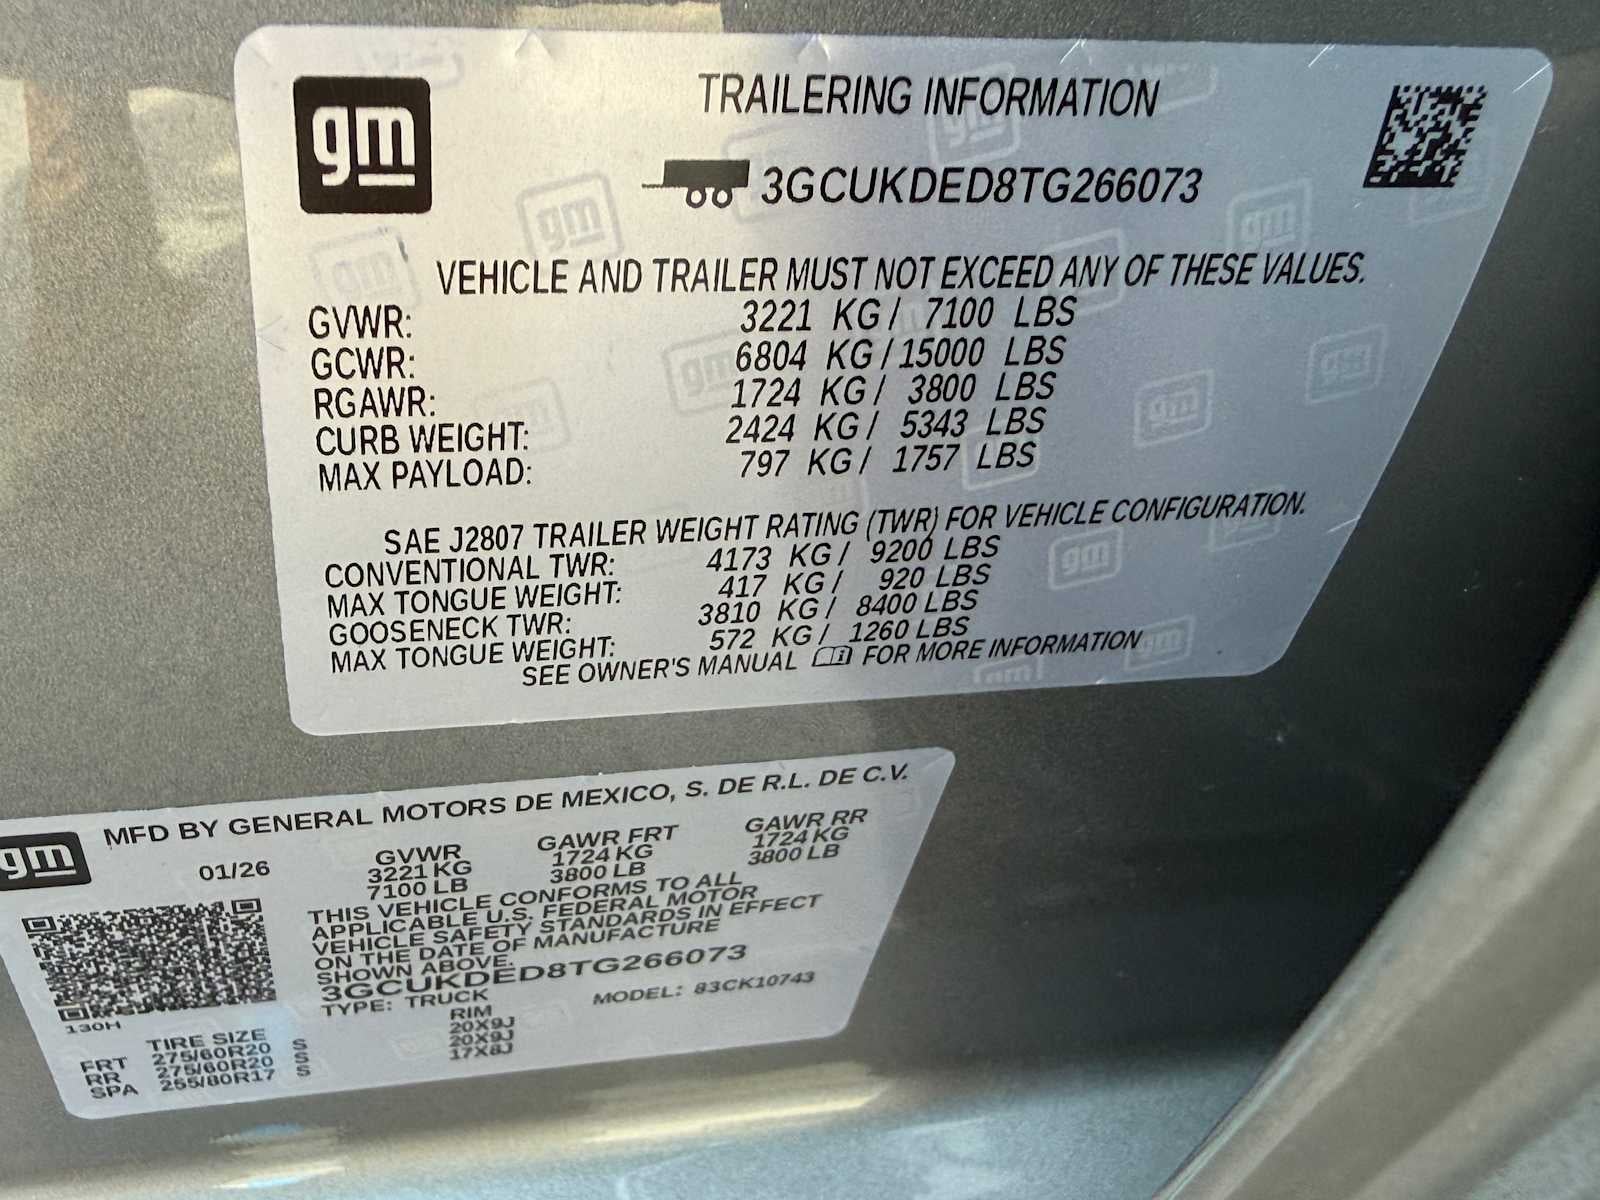 gm
TRAILERING INFORMATION
3GCUKDED8TG266073
VEHICLE AND TRAILER MUST NOT EXCEED ANY OF THESE VALUES.
GVWR: 3221 KG / 7100 LBS
GCWR: 6804 KG / 15000 LBS
RGAWR: 1724 KG / 3800 LBS
CURB WEIGHT: 2424 KG / 5343 LBS
MAX PAYLOAD: 797 KG / 1757 LBS
SAE J2807 TRAILER WEIGHT RATING (TWR) FOR VEHICLE CONFIGURATION.
CONVENTIONAL TWR: 4173 KG / 9200 LBS
MAX TONGUE WEIGHT: 417 KG / 920 LBS
GOOSENECK TWR: 3810 KG / 8400 LBS
MAX TONGUE WEIGHT: 572 KG / 1260 LBS
SEE OWNER'S MANUAL FOR MORE INFORMATION
gm
MFD BY GENERAL MOTORS DE MEXICO, S. DE R.L. DE C.V.
01/26 GVWR GAWR FRT GAWR RR
3221 KG 1724 KG 1724 KG
7100 LB 3800 LB 3800 LB
THIS VEHICLE CONFORMS TO ALL
APPLICABLE U.S. FEDERAL MOTOR
VEHICLE SAFETY STANDARDS IN EFFECT
ON THE DATE OF MANUFACTURE
SHOWN ABOVE.
3GCUKDED8TG266073
TYPE: TRUCK MODEL: 83CK10743
130H
TIRE SIZE RIM
FRT 275/60R20 S 20X9J
RR 275/60R20 S 20X9J
SPA 255/80R17 S 17X8J